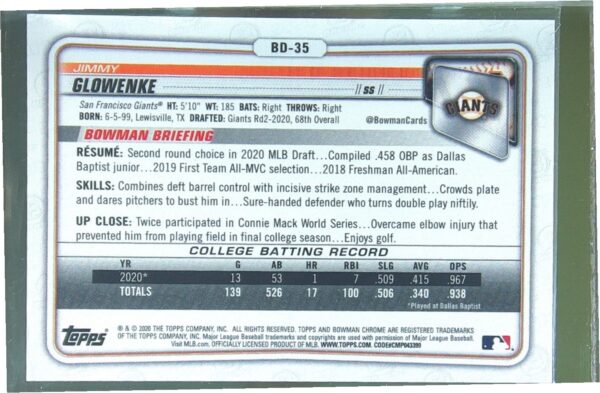 BD-35
JIMMY
GLOWENKE
// SS //
San Francisco Giants® HT: 5'10" WT: 185 BATS: Right THROWS: Right
BORN: 6-5-99, Lewisville, TX DRAFTED: Giants Rd2-2020, 68th Overall
@BowmanCards
GIANTS
BOWMAN BRIEFING
RÉSUMÉ: Second round choice in 2020 MLB Draft...Compiled .458 OBP as Dallas
Baptist junior...2019 First Team All-MVC selection...2018 Freshman All-American.
SKILLS: Combines deft barrel control with incisive strike zone management...Crowds plate
and dares pitchers to bust him in...Sure-handed defender who turns double play niftily.
UP CLOSE: Twice participated in Connie Mack World Series...Overcame elbow injury that
prevented him from playing field in final college season...Enjoys golf.
COLLEGE BATTING RECORD
YR G AB HR RBI SLG AVG OPS
2020* 13 53 1 7 .509 .415 .967
TOTALS 139 526 17 100 .506 .340 .938
*Played at Dallas Baptist
Topps
® & © 2020 THE TOPPS COMPANY, INC. ALL RIGHTS RESERVED. TOPPS AND BOWMAN CHROME ARE REGISTERED TRADEMARKS
OF THE TOPPS COMPANY, INC. Major League Baseball trademarks and copyrights are used with permission of Major League Baseball.
Visit MLB.com. OFFICIALLY LICENSED PRODUCT OF MLB. WWW.TOPPS.COM. CODE#CMP043399